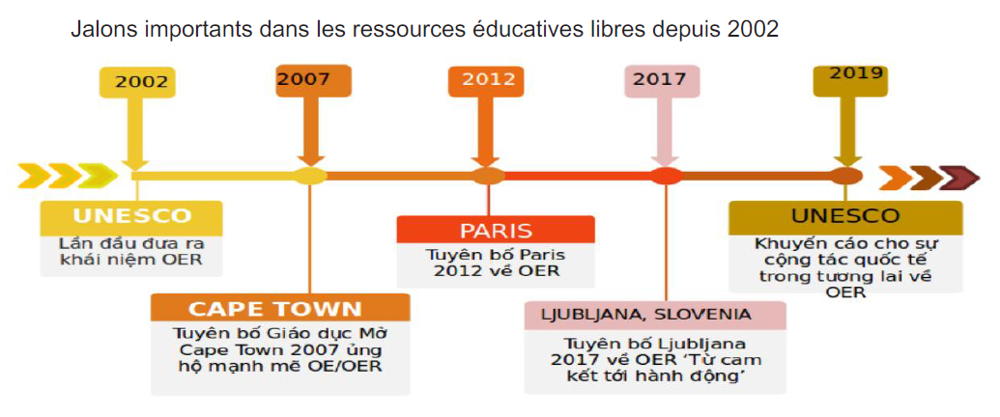 Jalons importants dans les ressources éducatives libres depuis 2002
2002
2007
2012
2017
2019
UNESCO
Lần đầu đưa ra
khái niệm OER
CAPE TOWN
Tuyên bố Giáo dục Mở
Cape Town 2007 ủng
hộ mạnh mẽ OE/OER
PARIS
Tuyên bố Paris
2012 về OER
LJUBLJANA, SLOVENIA
Tuyên bố Ljubljana
2017 về OER ‘Từ cam
kết tới hành động’
UNESCO
Khuyến cáo cho sự
cộng tác quốc tế
trong tương lai về
OER